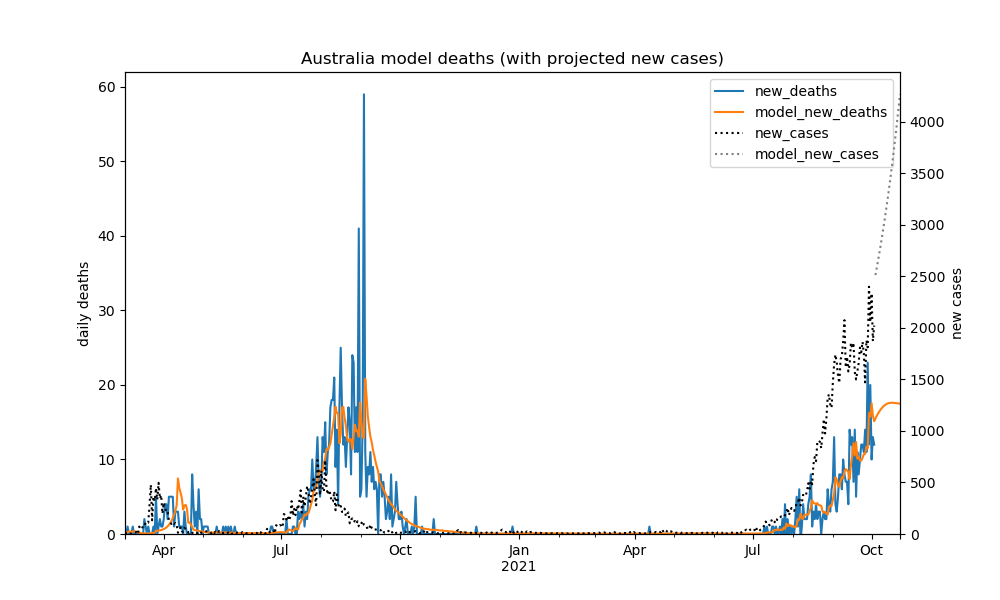 Australia model deaths (with projected new cases)
new_deaths
model_new_deaths
new_cases
model_new_cases
daily deaths
60
50
40
30
20
10
0
new cases
4000
3500
3000
2500
2000
1500
1000
500
0
Apr
Jul
Oct
Jan
2021
Apr
Jul
Oct